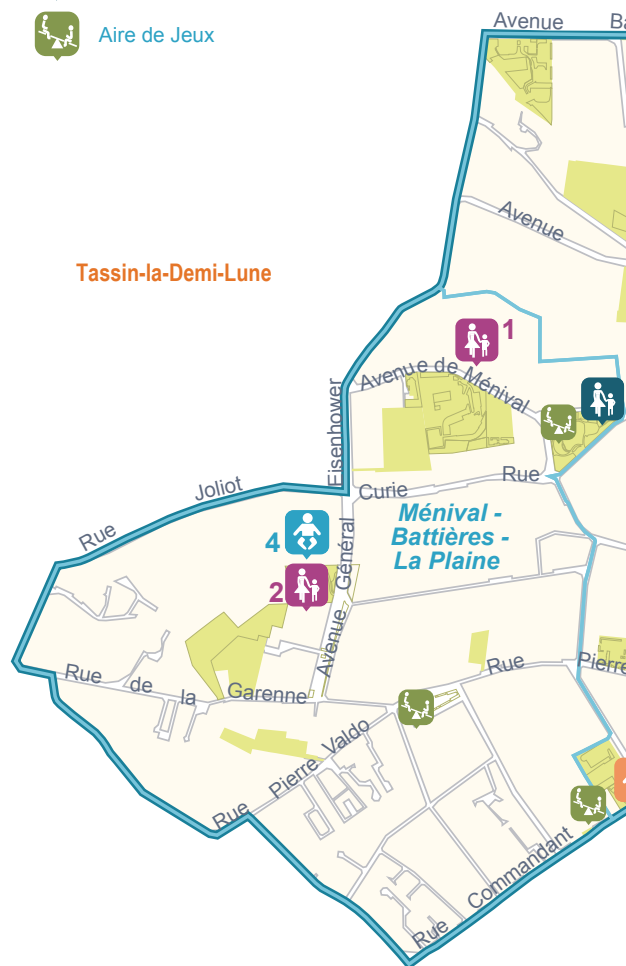 Avenue Ba
Aire de Jeux
Avenue
Tassin-la-Demi-Lune
1
Avenue de Ménival
Eisenhower
Joliot
Curie
Rue
Rue
Ménival -
Battières -
La Plaine
4
Général
2
Avenue
Rue
Pierre
Rue de la Garenne
Rue Pierre Valdo
Rue Commandant